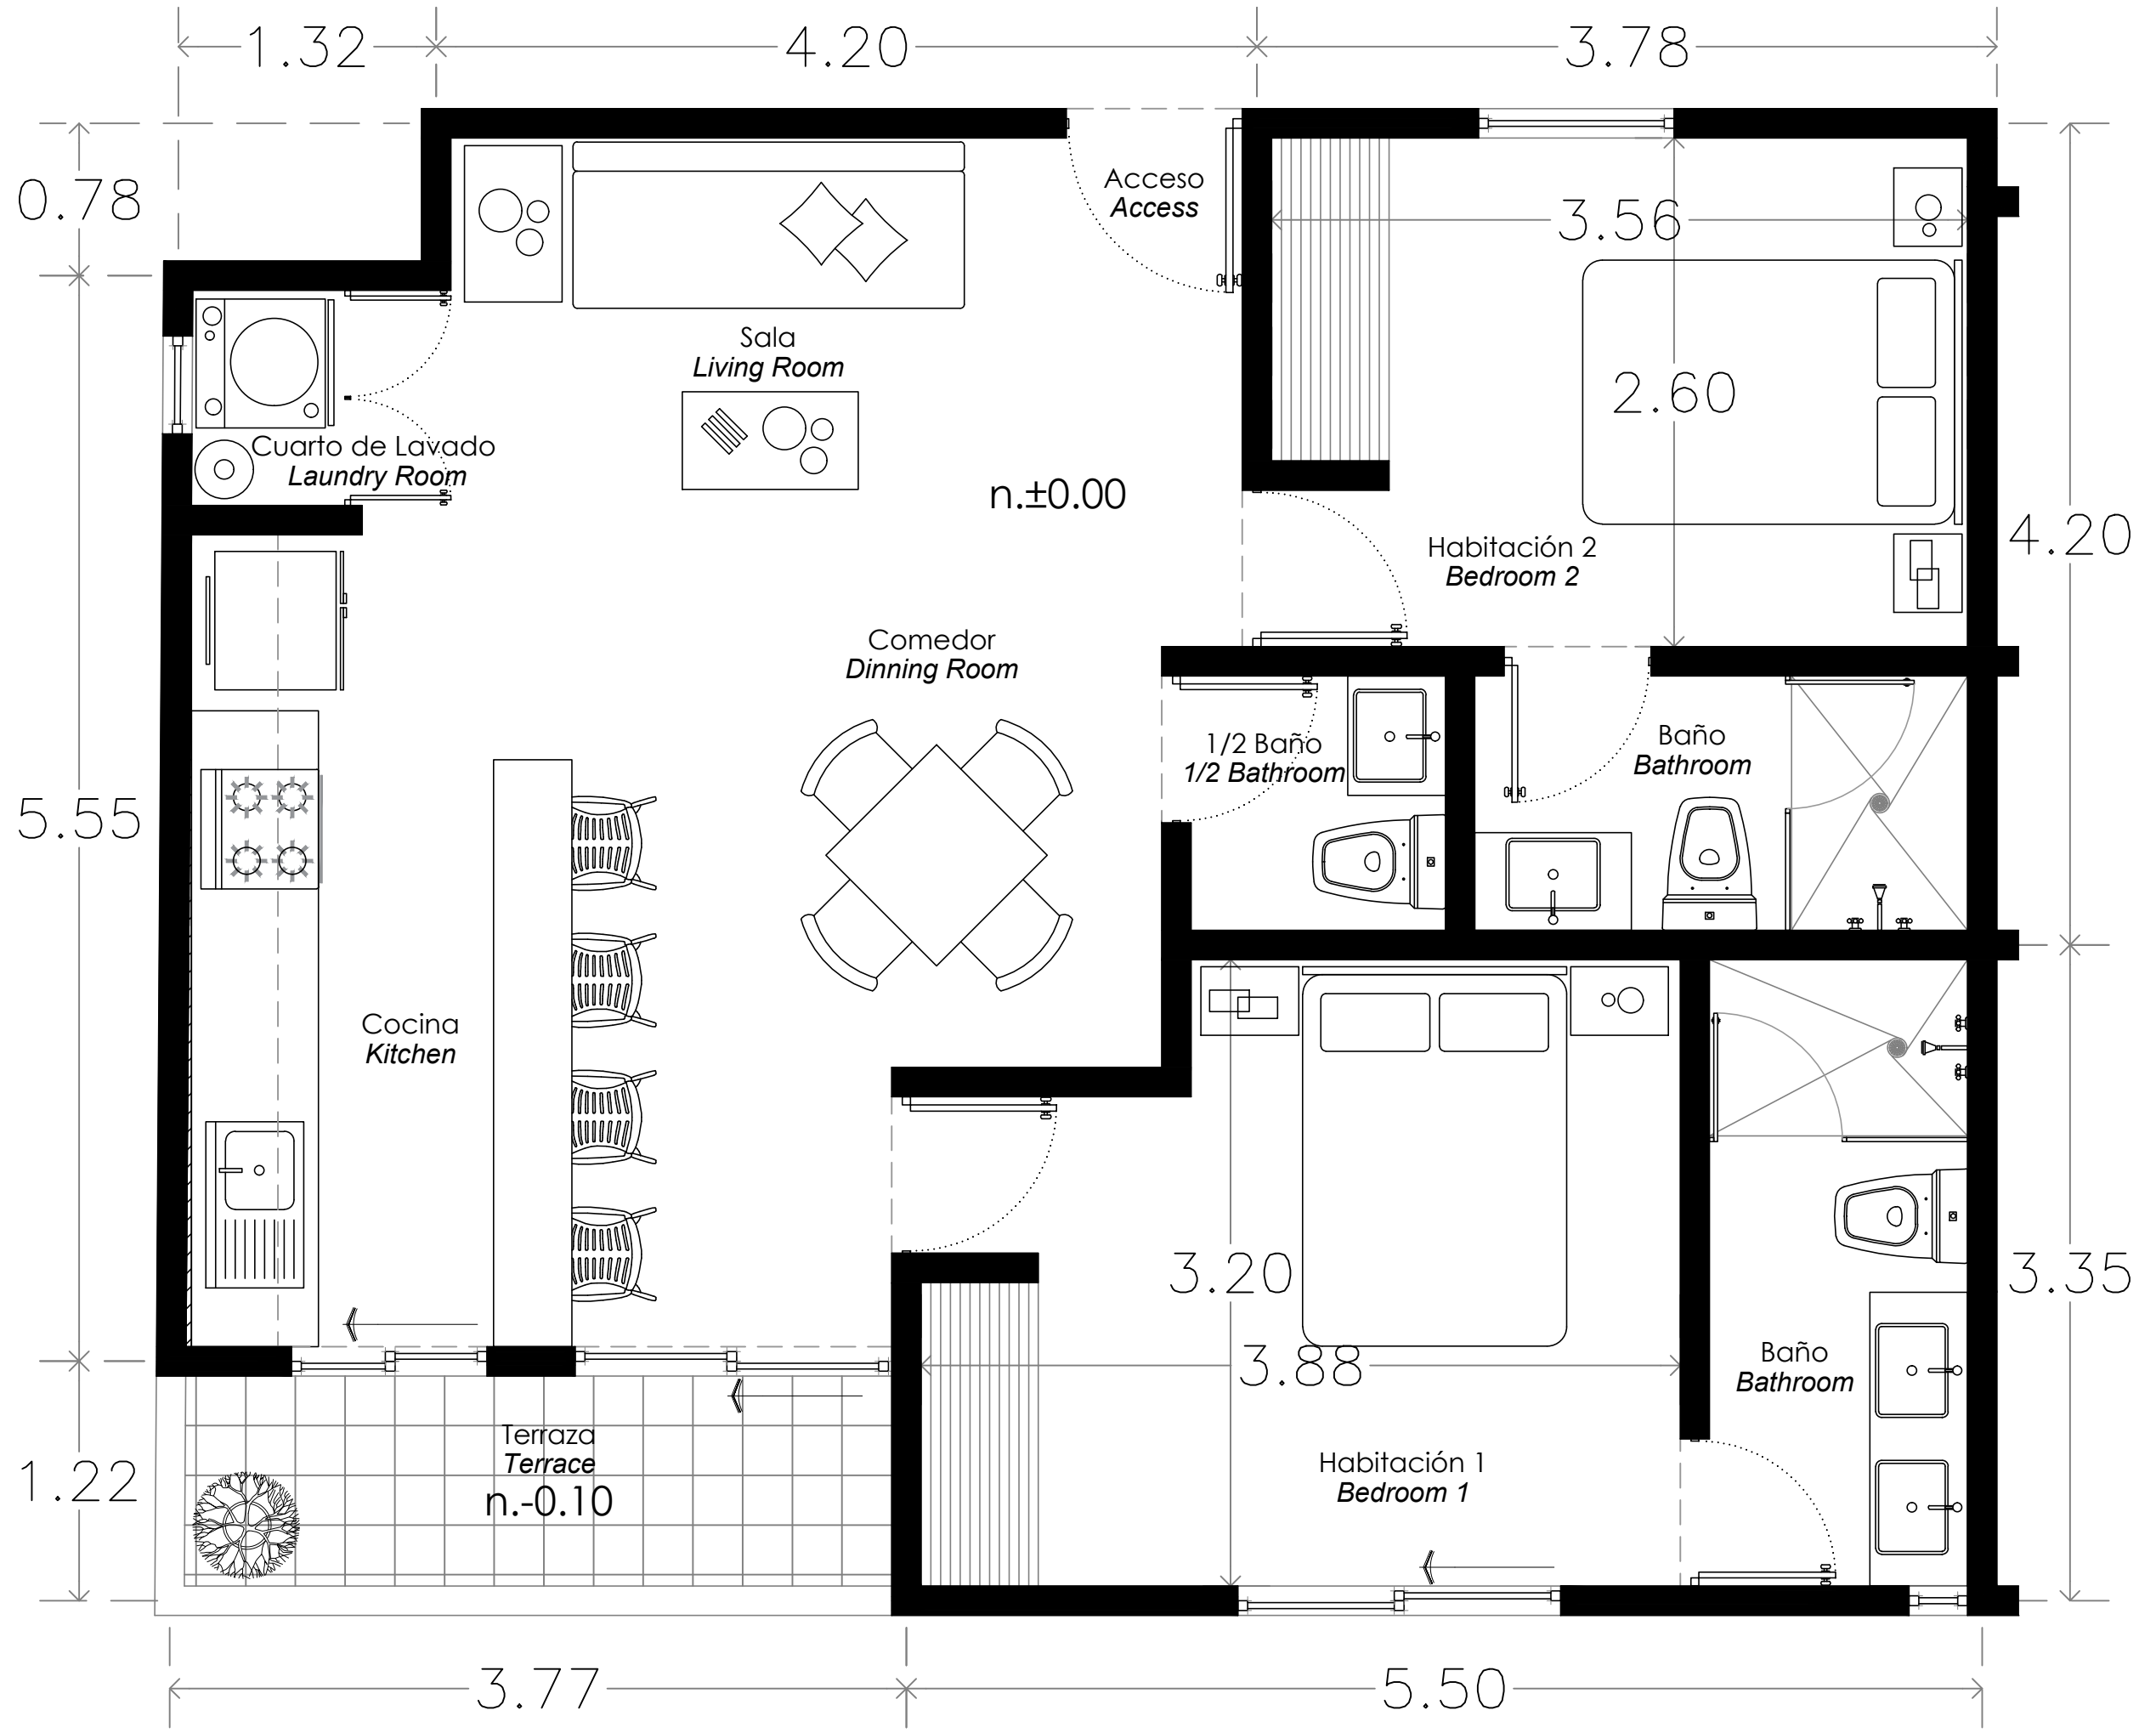 1.32
4.20
3.78
0.78
Acceso
Access
3.56
Sala
Living Room
2.60
Cuarto de Lavado
Laundry Room
n.±0.00
Habitación 2
Bedroom 2
4.20
Comedor
Dinning Room
1/2 Baño
1/2 Bathroom
Baño
Bathroom
5.55
Cocina
Kitchen
3.20
3.35
3.88
Baño
Bathroom
Terraza
Terrace
n.-0.10
Habitación 1
Bedroom 1
1.22
3.77
5.50